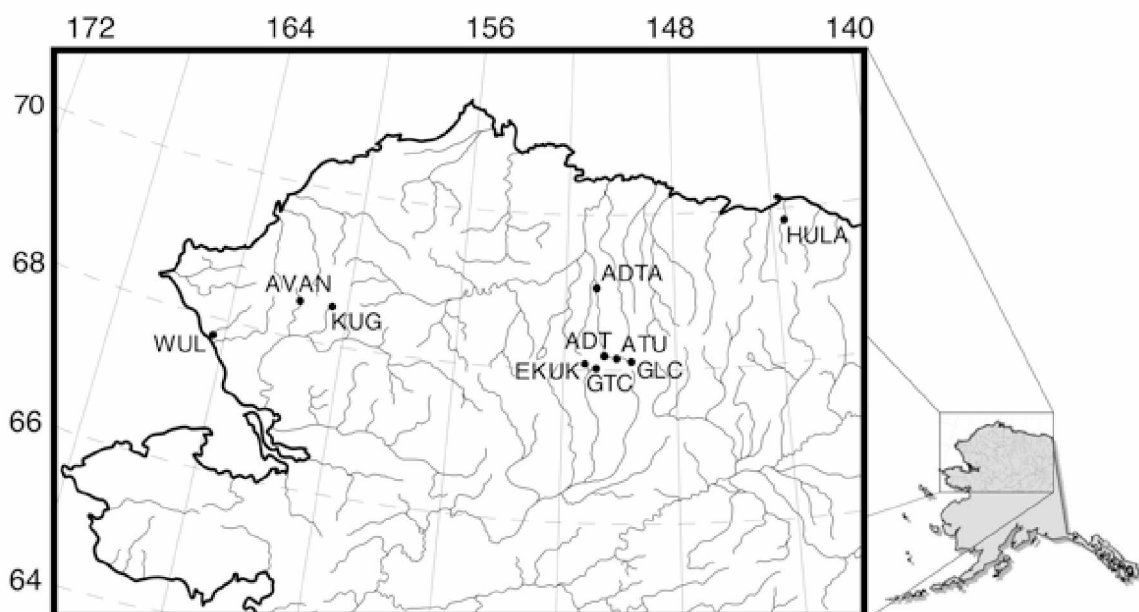 172 164 156 148 140
70
HULA
68
ADTA
AVAN
KUG
WUL
ADT ATU
EKUK GTC GLC
66
64